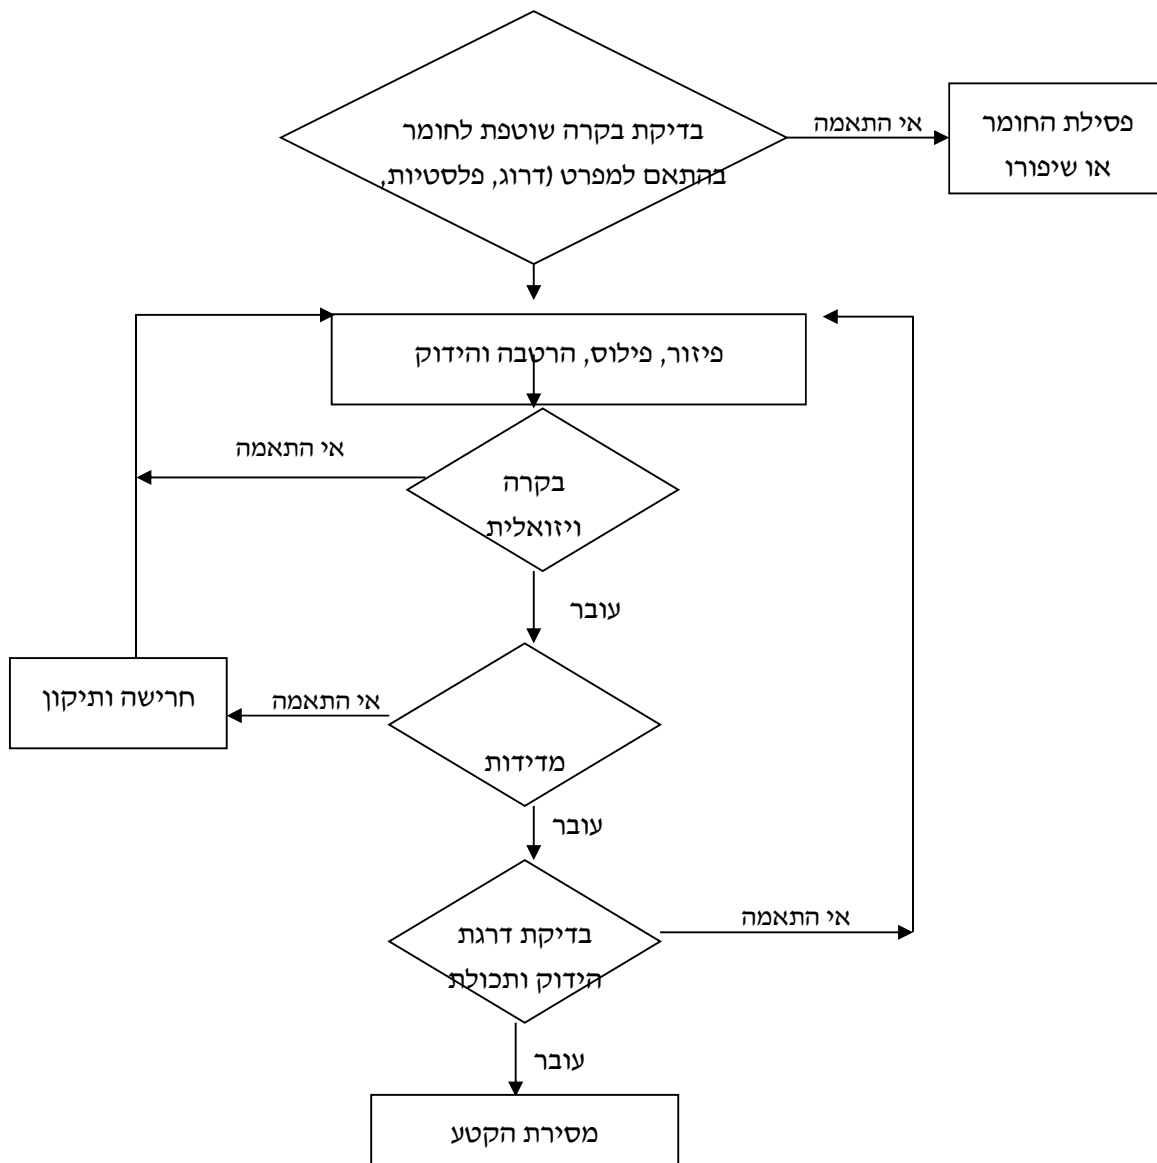 בדיקת בקרה שוטפת לחומר
בהתאם למפרט (דרוג, פלסטיות,
אי התאמה
פסילת החומר
או שיפורו
פיזור, פילוס, הרטבה והידוק
אי התאמה
בקרה
ויזואלית
עובר
חרישה ותיקון
אי התאמה
מדידות
עובר
בדיקת דרגת
הידוק ותכולת
אי התאמה
עובר
מסירת הקטע